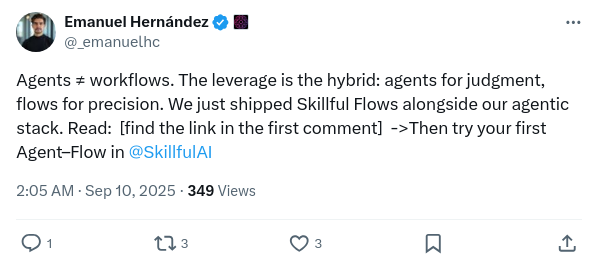 Emanuel Hernández
@_emanuelhc
Agents ≠ workflows. The leverage is the hybrid: agents for judgment,
flows for precision. We just shipped Skillful Flows alongside our agentic
stack. Read:  [find the link in the first comment]  ->Then try your first
Agent–Flow in @SkillfulAI
2:05 AM · Sep 10, 2025 · 349 Views
1 3 3